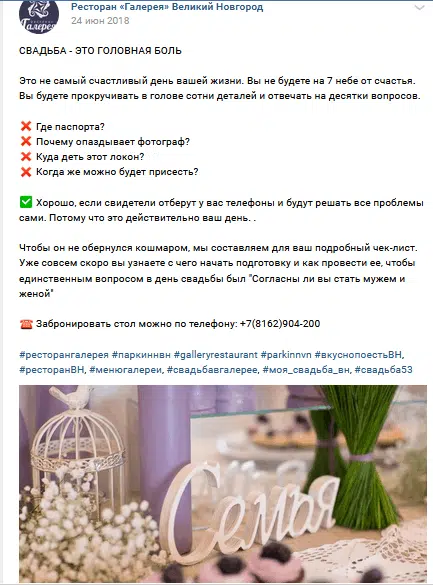 Ресторан «Галерея» Великий Новгород
Галерея
24 июн 2018
СВАДЬБА - ЭТО ГОЛОВНАЯ БОЛЬ
Это не самый счастливый день вашей жизни. Вы не будете на 7 небе от счастья.
Вы будете прокручивать в голове сотни деталей и отвечать на десятки вопросов.
❌ Где паспорта?
❌ Почему опаздывает фотограф?
❌ Куда деть этот локон?
❌ Когда же можно будет присесть?
✅ Хорошо, если свидетели отберут у вас телефоны и будут решать все проблемы
сами. Потому что это действительно ваш день. .
Чтобы он не обернулся кошмаром, мы составляем для ваш подробный чек-лист.
Уже совсем скоро вы узнаете с чего начать подготовку и как провести ее, чтобы
единственным вопросом в день свадьбы был "Согласны ли вы стать мужем и
женой"
☎ Забронировать стол можно по телефону: +7(8162)904-200
#ресторангалерея #паркиннвн #galleryrestaurant #parkinnvn #вкуснопоестьВН,
#ресторанВН, #менюгалереи, #свадьбавгалерее, #моя_свадьба_вн, #свадьба53
Семья